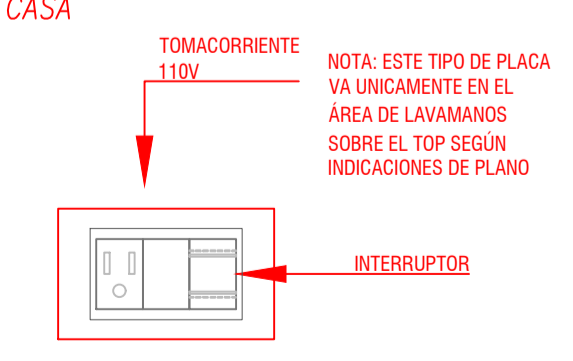 CASA
TOMACORRIENTE
110V
NOTA: ESTE TIPO DE PLACA
VA UNICAMENTE EN EL
ÁREA DE LAVAMANOS
SOBRE EL TOP SEGÚN
INDICACIONES DE PLANO
INTERRUPTOR